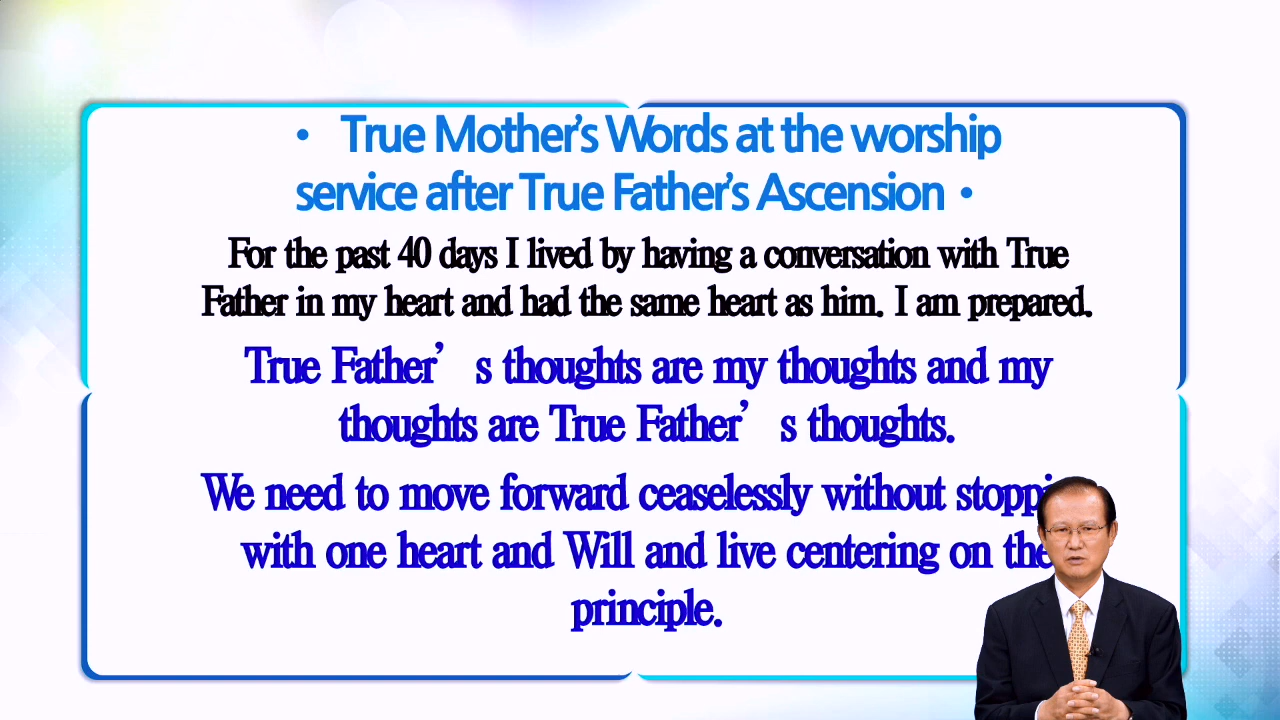 • True Mother's Words at the worship
service after True Father's Ascension •
For the past 40 days I lived by having a conversation with True
Father in my heart and had the same heart as him. I am prepared.
True Father’ s thoughts are my thoughts and my
thoughts are True Father’ s thoughts.
We need to move forward ceaselessly without
with one heart and Will and live centering on the
principle.